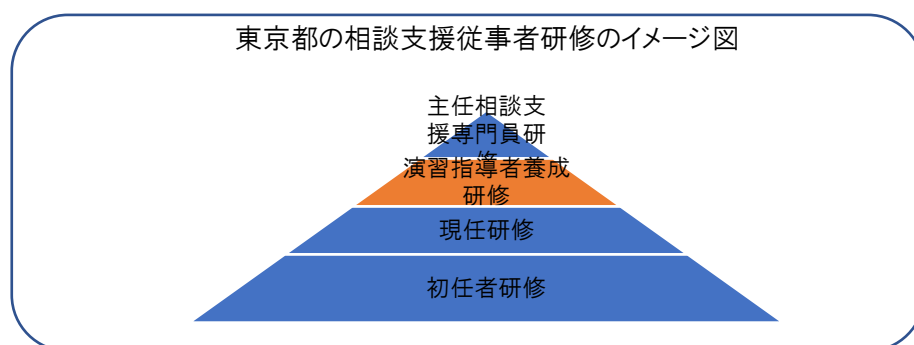 東京都の相談支援従事者研修のイメージ図
主任相談支
援専門員研
修
演習指導者養成
研修
現任研修
初任者研修